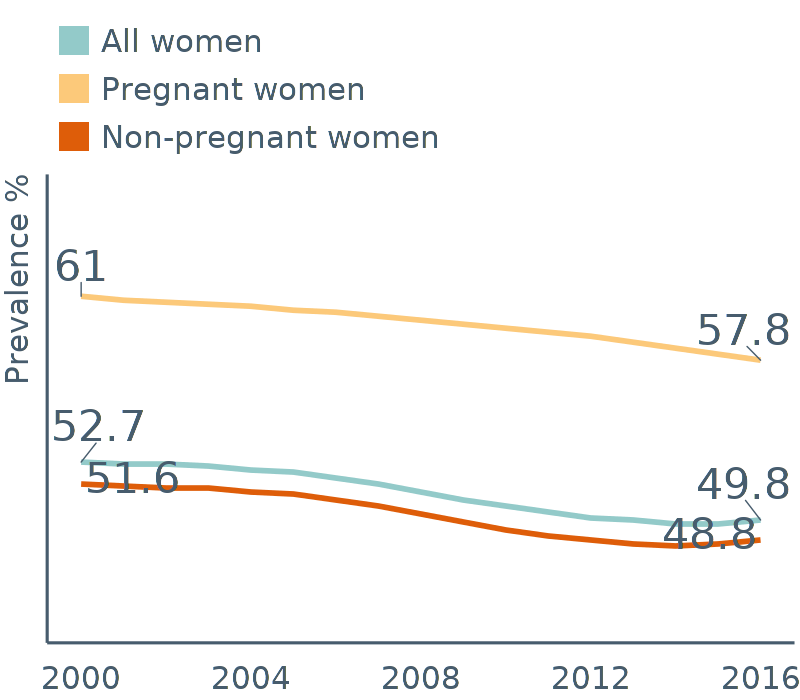 All women
Pregnant women
Non-pregnant women
Prevalence %
61
57.8
52.7
51.6
49.8
48.8
2000 2004 2008 2012 2016